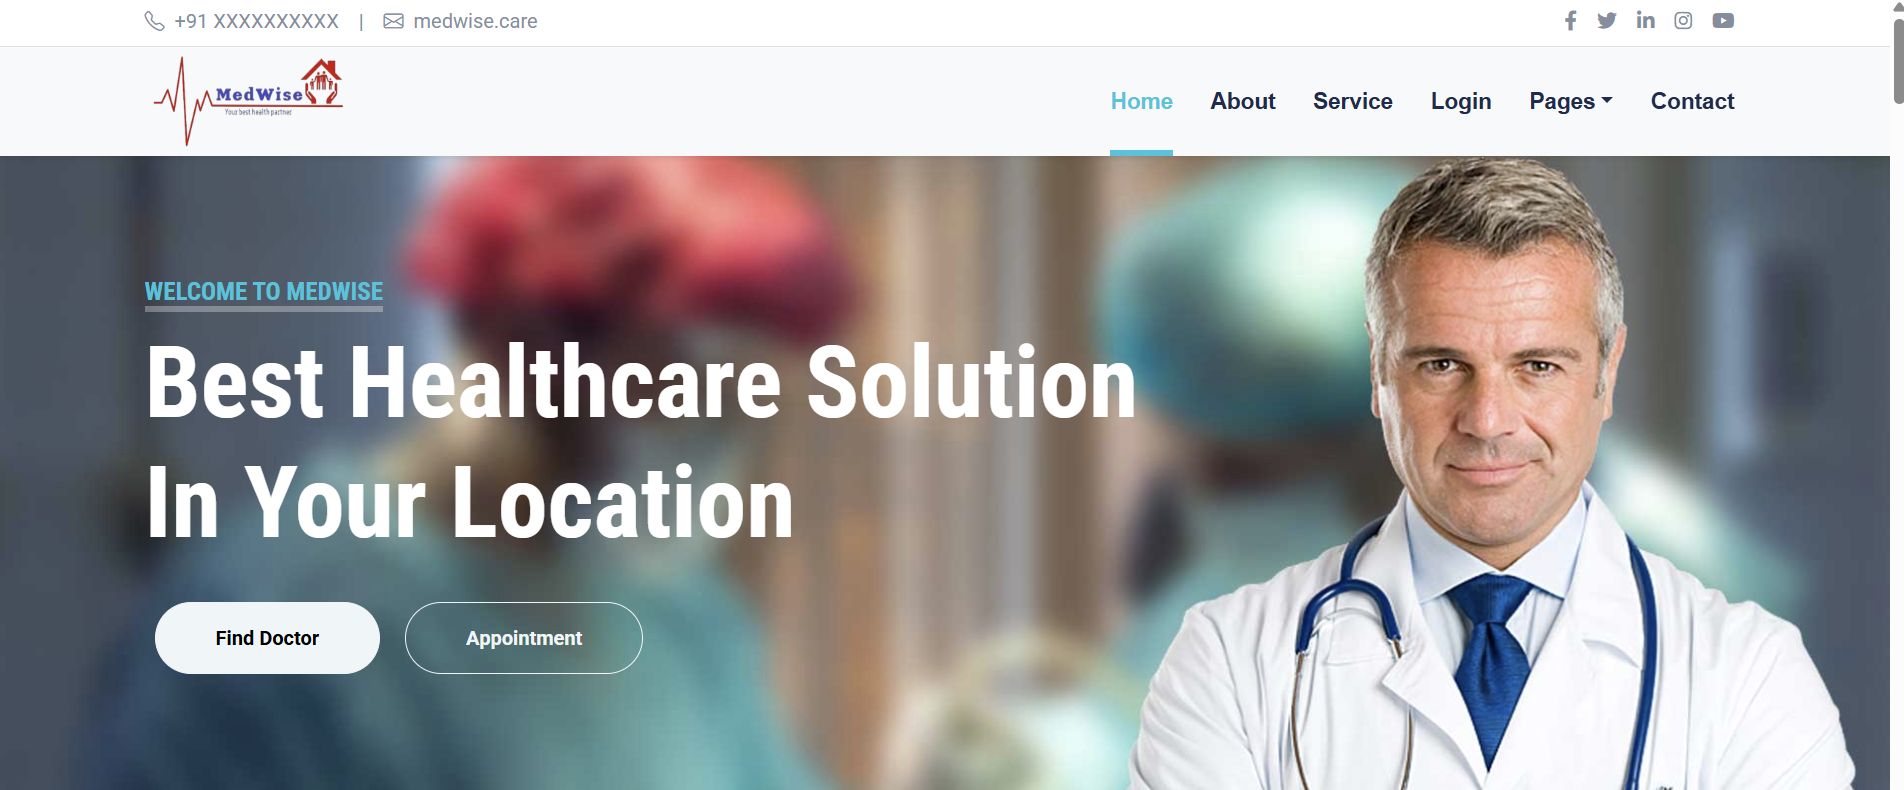 +91 XXXXXXXXXX | medwise.care
MedWise
Your best health partner
Home About Service Login Pages Contact
WELCOME TO MEDWISE
Best Healthcare Solution
In Your Location
Find Doctor Appointment